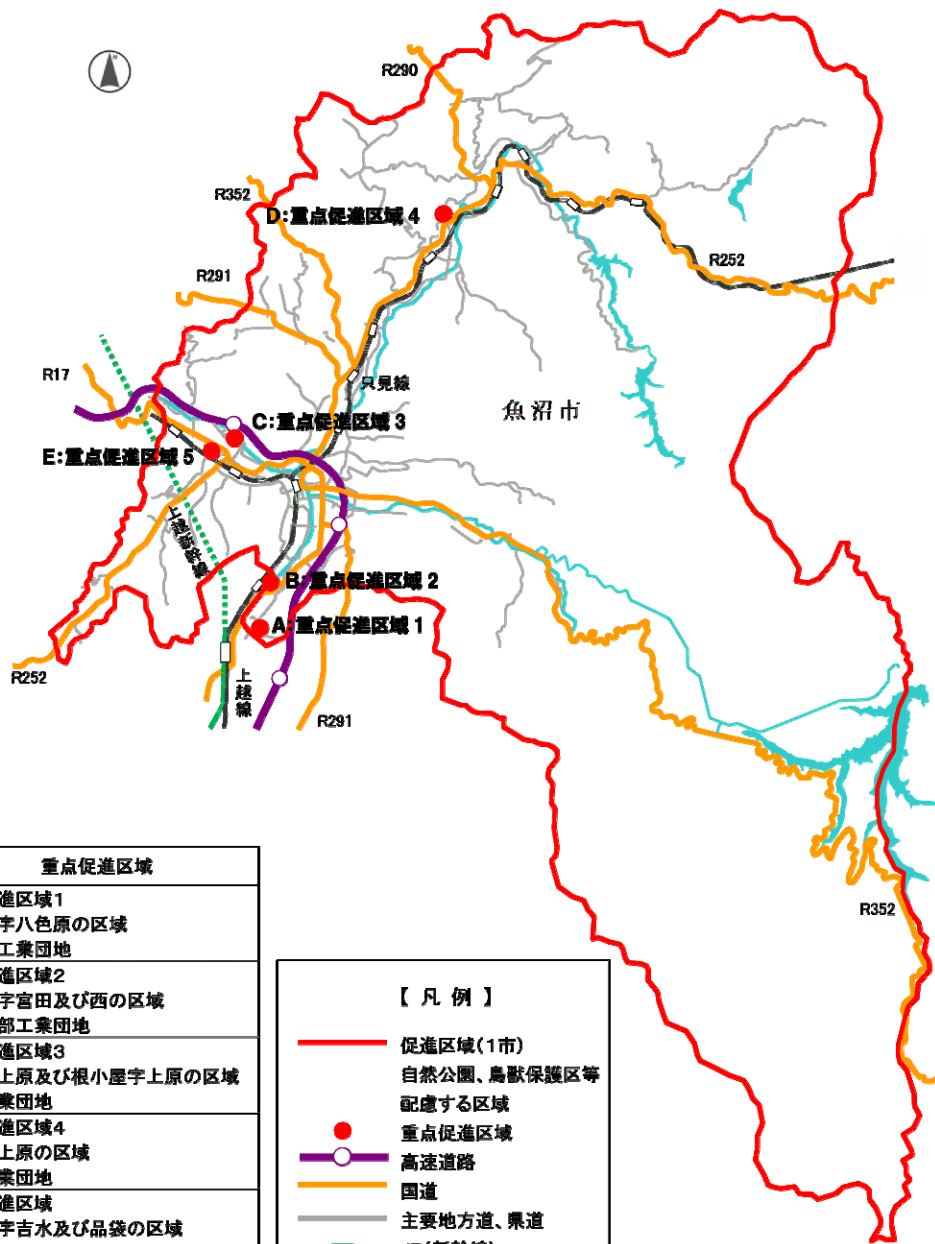 N
R290
R352
D:重点促進区域 4
R252
R291
只見線
R17
魚沼市
C:重点促進区域 3
E:重点促進区域 5
上越新幹線
B:重点促進区域 2
A:重点促進区域 1
R252
上越線
R291
R352
重点促進区域
進区域1
字八色原の区域
工業団地
進区域2
字宮田及び西の区域
部工業団地
進区域3
上原及び根小屋字上原の区域
業団地
進区域4
上原の区域
業団地
進区域
字吉水及び品袋の区域
【 凡 例 】
促進区域(1市)
自然公園、鳥獣保護区等
配慮する区域
重点促進区域
高速道路
国道
主要地方道、県道